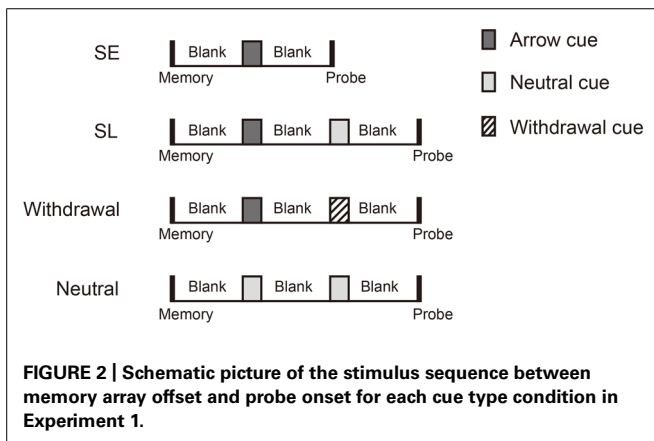 SE
Blank Blank
Memory Probe
SL
Blank Blank Blank
Memory Probe
Withdrawal
Blank Blank Blank
Memory Probe
Neutral
Blank Blank Blank
Memory Probe
Arrow cue
Neutral cue
Withdrawal cue
FIGURE 2 | Schematic picture of the stimulus sequence between
memory array offset and probe onset for each cue type condition in
Experiment 1.